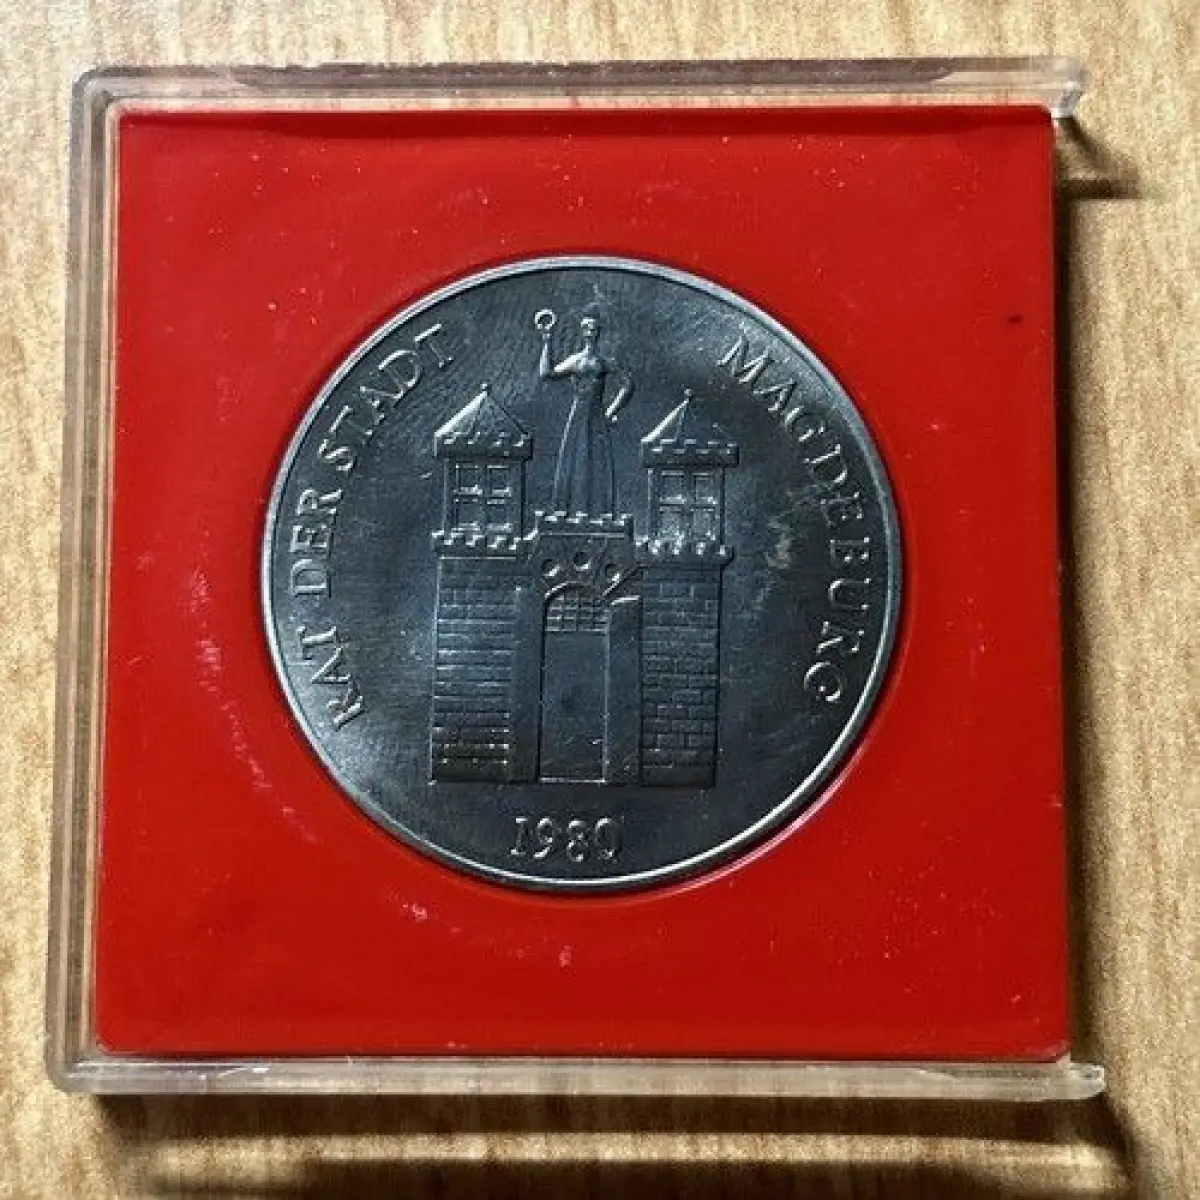 RAT DER STADT
MAGDEBURG
1980